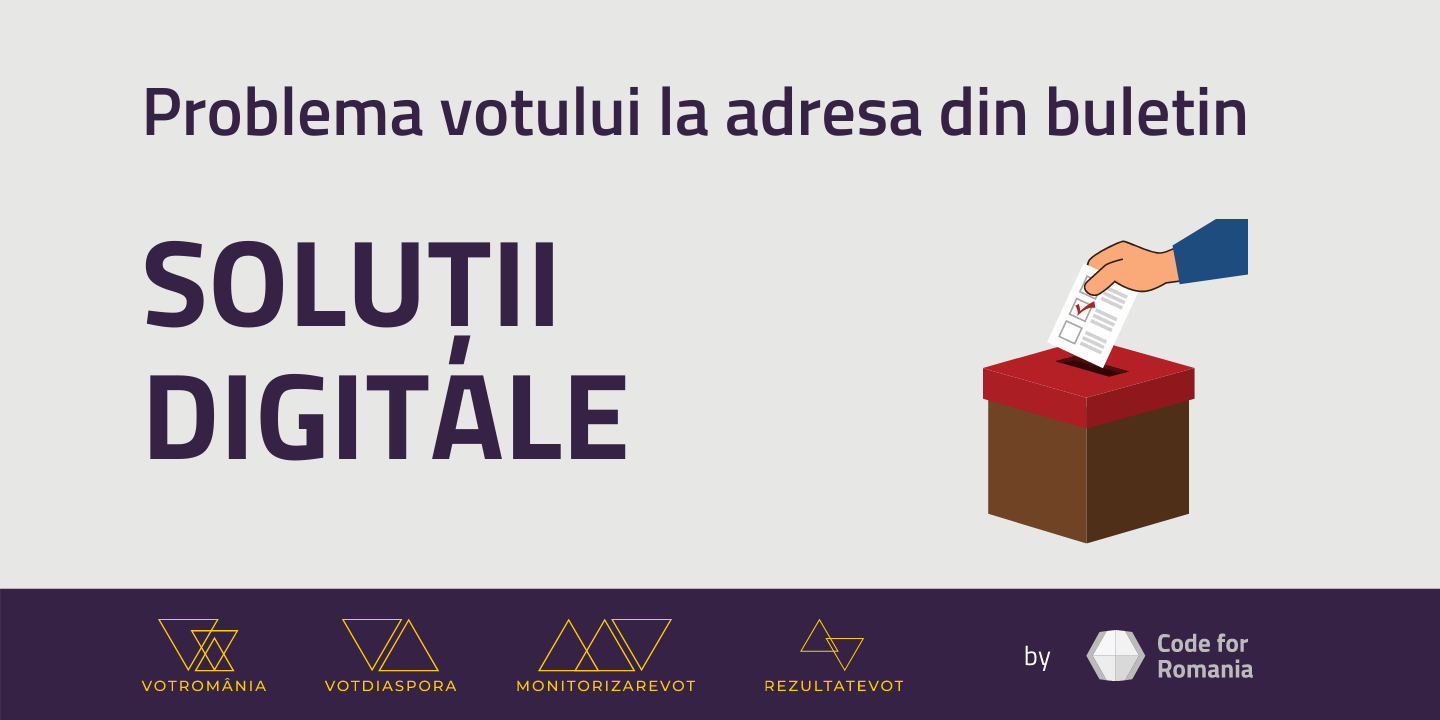 Problema votului la adresa din buletin
SOLUȚII
DIGITALE
VOTROMÂNIA
VOTDIASPORA
MONITORIZAREVOT
REZULTATEVOT
by
Code for
Romania